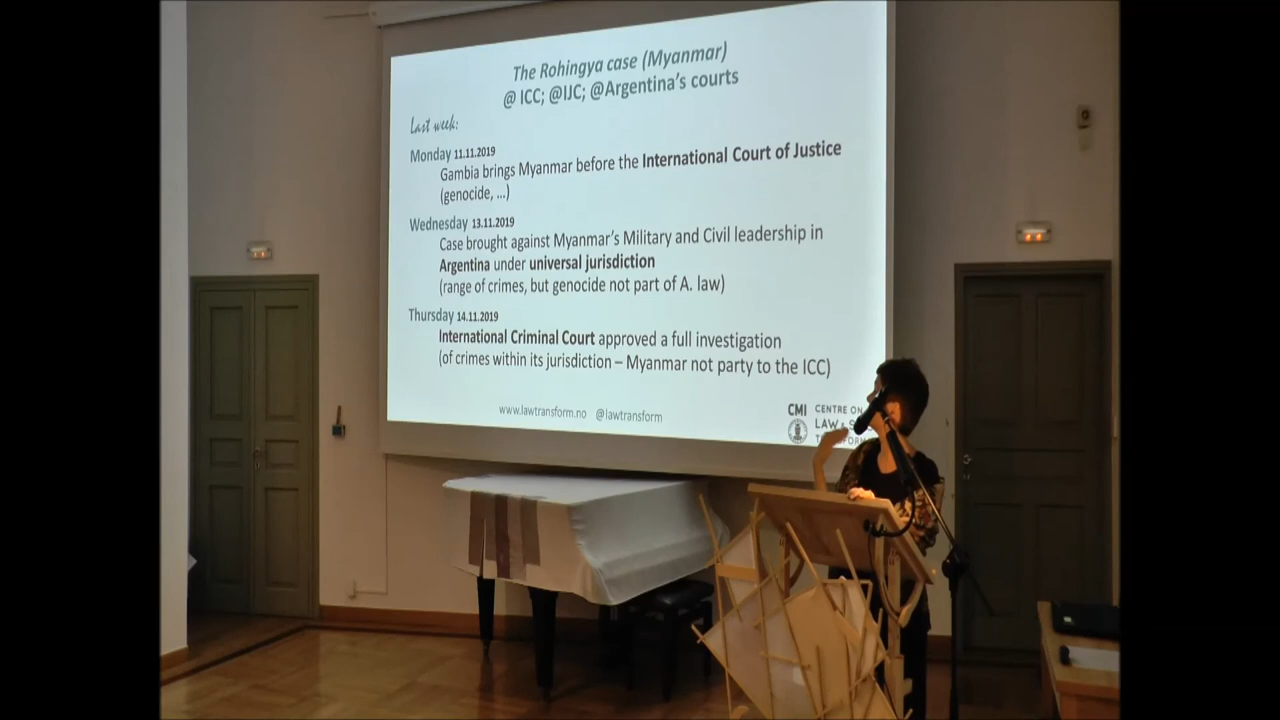 The Rohingya case (Myanmar)
@ ICC; @IJC; @Argentina's courts
Last week:
Monday 11.11.2019
Gambia brings Myanmar before the International Court of Justice
(genocide, ...)
Wednesday 13.11.2019
Case brought against Myanmar's Military and Civil leadership in
Argentina under universal jurisdiction
(range of crimes, but genocide not part of A. law)
Thursday 14.11.2019
International Criminal Court approved a full investigation
(of crimes within its jurisdiction – Myanmar not party to the ICC)
www.lawtransform.no @lawtransform
CMI
CENTRE ON
LAW &